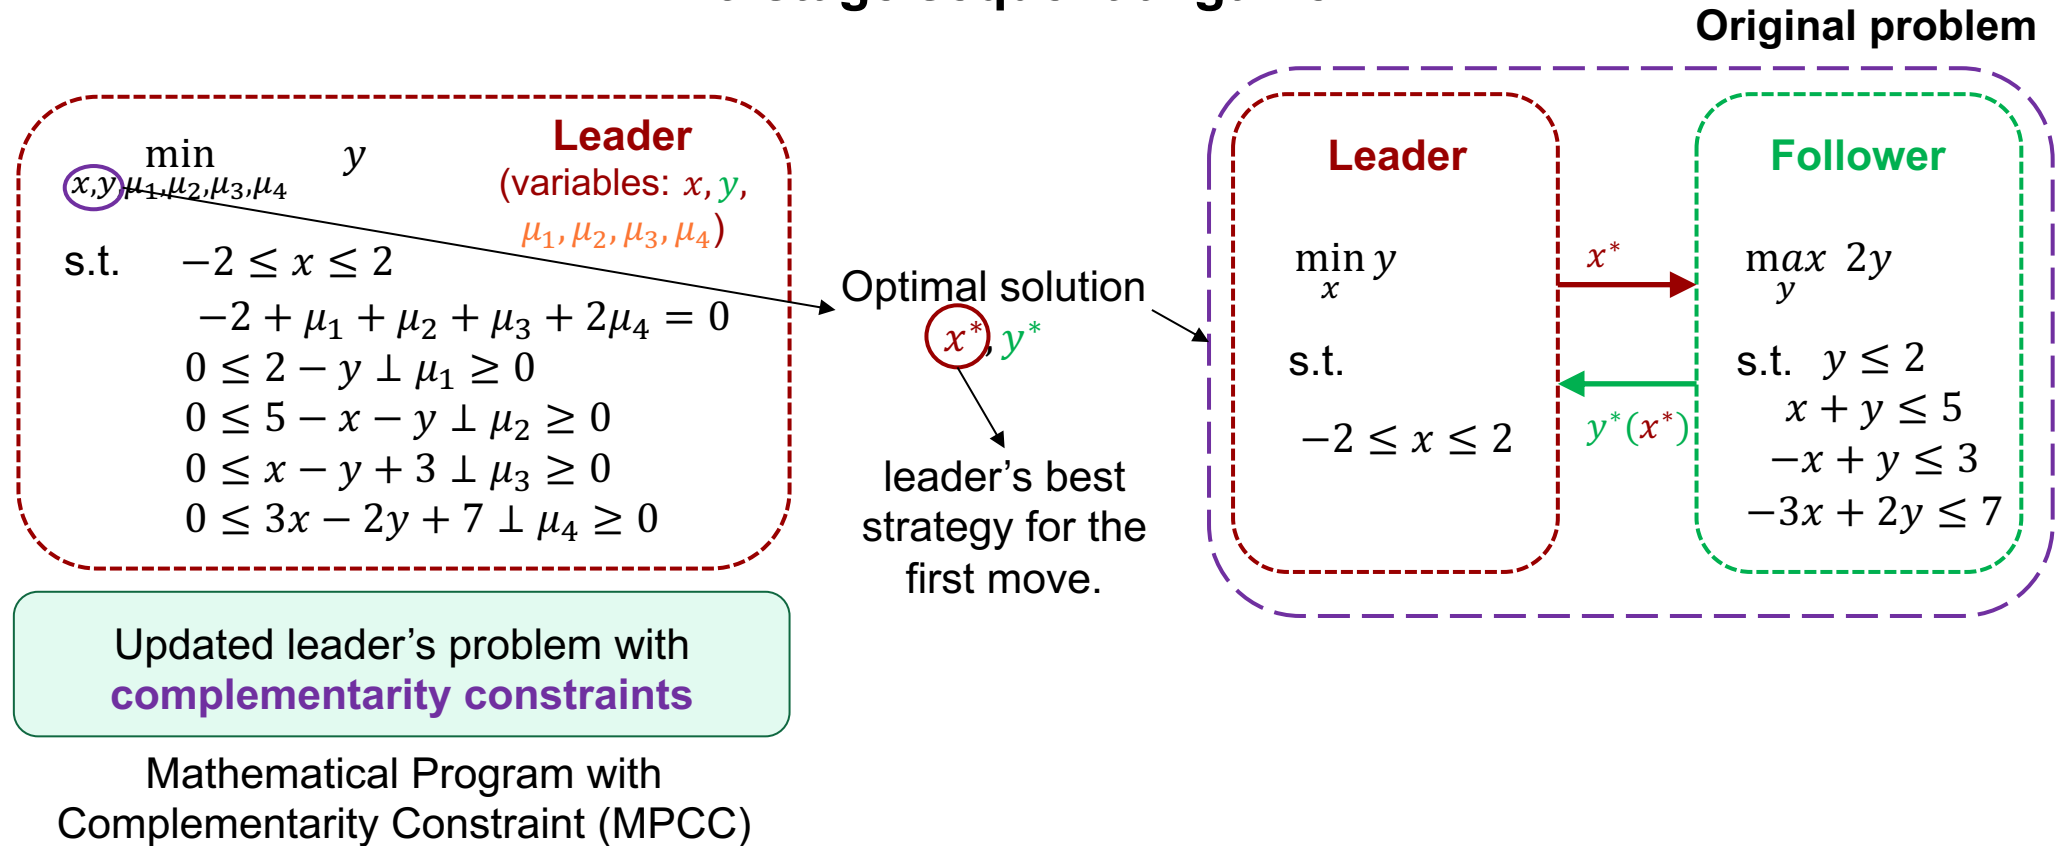 Original problem
min y
x,y,μ₁,μ₂,μ₃,μ₄
Leader
(variables: x, y,
μ₁, μ₂, μ₃, μ₄)
s.t. −2 ≤ x ≤ 2
−2 + μ₁ + μ₂ + μ₃ + 2μ₄ = 0
0 ≤ 2 − y ⊥ μ₁ ≥ 0
0 ≤ 5 − x − y ⊥ μ₂ ≥ 0
0 ≤ x − y + 3 ⊥ μ₃ ≥ 0
0 ≤ 3x − 2y + 7 ⊥ μ₄ ≥ 0
Updated leader’s problem with
complementarity constraints
Mathematical Program with
Complementarity Constraint (MPCC)
Optimal solution
x*, y*
leader’s best
strategy for the
first move.
Leader
min y
x
s.t.
−2 ≤ x ≤ 2
x*
y*(x*)
Follower
max 2y
y
s.t. y ≤ 2
x + y ≤ 5
−x + y ≤ 3
−3x + 2y ≤ 7